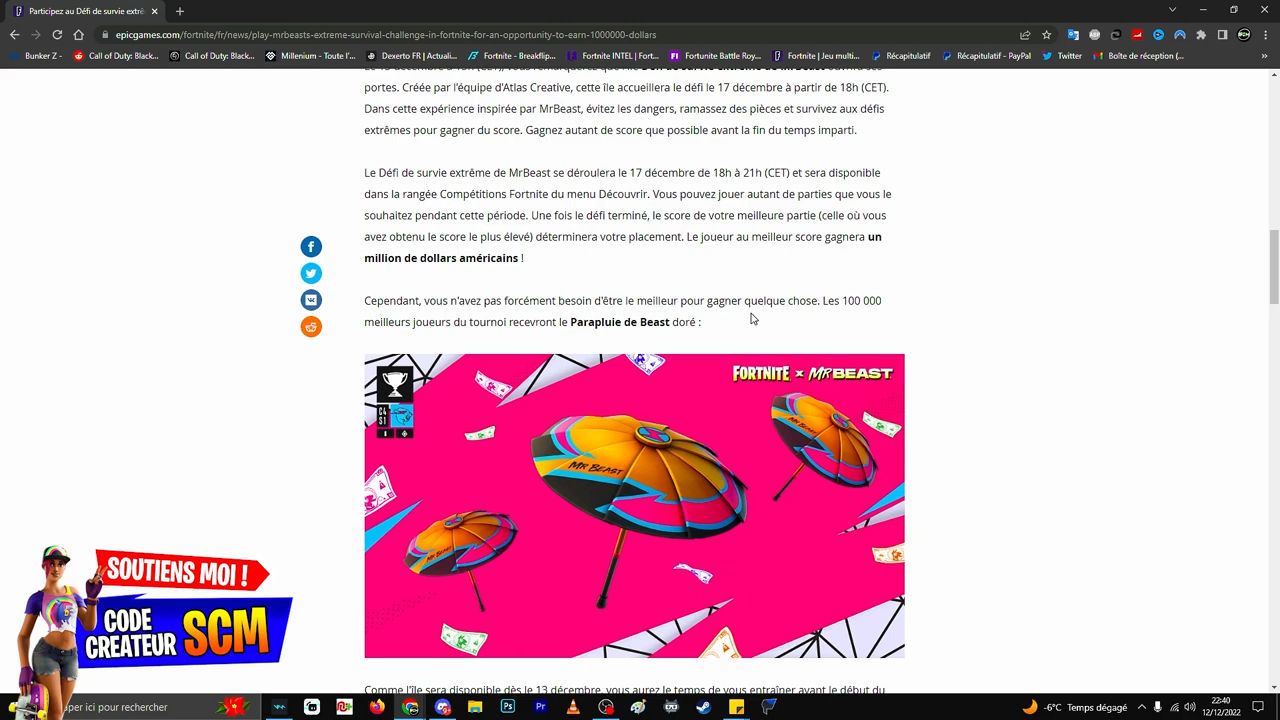 Participez au Défi de survie extrê
epicgames.com/fortnite/fr/news/play-mrbeasts-extreme-survival-challenge-in-fortnite-for-an-opportunity-to-earn-1000000-dollars
Bunker Z -
Call of Duty: Black...
Call of Duty: Black...
Millenium - Toute l'...
Dexerto FR | Actuali...
Fortnite - Breakflip...
Fortnite INTEL | Fort...
Fortunite Battle Roy...
Fortnite | Jeu multi...
Récapitulatif
Récapitulatif - PayPal
Twitter
Boîte de réception (...
portes. Créée par l'équipe d'Atlas Creative, cette île accueillera le défi le 17 décembre à partir de 18h (CET).
Dans cette expérience inspirée par MrBeast, évitez les dangers, ramassez des pièces et survivez aux défis
extrêmes pour gagner du score. Gagnez autant de score que possible avant la fin du temps imparti.
Le Défi de survie extrême de MrBeast se déroulera le 17 décembre de 18h à 21h (CET) et sera disponible
dans la rangée Compétitions Fortnite du menu Découvrir. Vous pouvez jouer autant de parties que vous le
souhaitez pendant cette période. Une fois le défi terminé, le score de votre meilleure partie (celle où vous
avez obtenu le score le plus élevé) déterminera votre placement. Le joueur au meilleur score gagnera un
million de dollars américains !
Cependant, vous n'avez pas forcément besoin d'être le meilleur pour gagner quelque chose. Les 100 000
meilleurs joueurs du tournoi recevront le Parapluie de Beast doré :
FORTNITE x MRBEAST
C4
S1
MR BEAST
MR BEAST
MR BEAST
SOUTIENS MOI !
CODE
CREATEUR SCM
Comme l'île sera disponible dès le 13 décembre, vous aurez le temps de vous entraîner avant le début du
per ici pour rechercher
-6°C Temps dégagé
22:40
12/12/2022